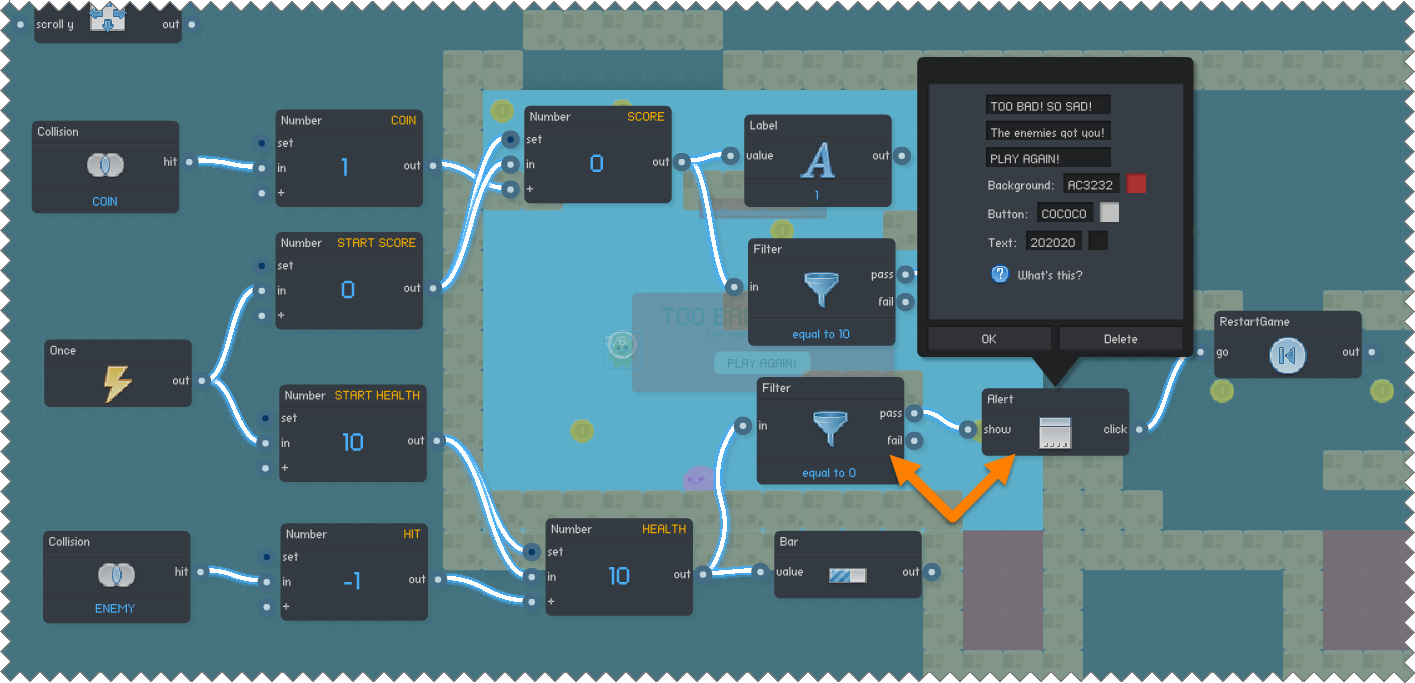 scroll y
out
Collision
hit
COIN
Number
COIN
set
in
1
out
+
Number
SCORE
set
in
0
out
+
Label
value
out
A
1
Number
START SCORE
set
in
0
out
+
Filter
in
pass
fail
equal to 10
Once
out
Number
START HEALTH
set
in
10
out
+
TOO BA
The e
PLAY AGAIN!
3/6
Filter
in
pass
fail
equal to 0
TOO BAD! SO SAD!
The enemies got you!
PLAY AGAIN!
Background: AC3232
Button: C0C0C0
Text: 202020
? What's this?
OK
Delete
Alert
show
click
RestartGame
go
out
Collision
hit
ENEMY
Number
HIT
set
in
-1
out
+
Number
HEALTH
set
in
10
out
+
Bar
value
out